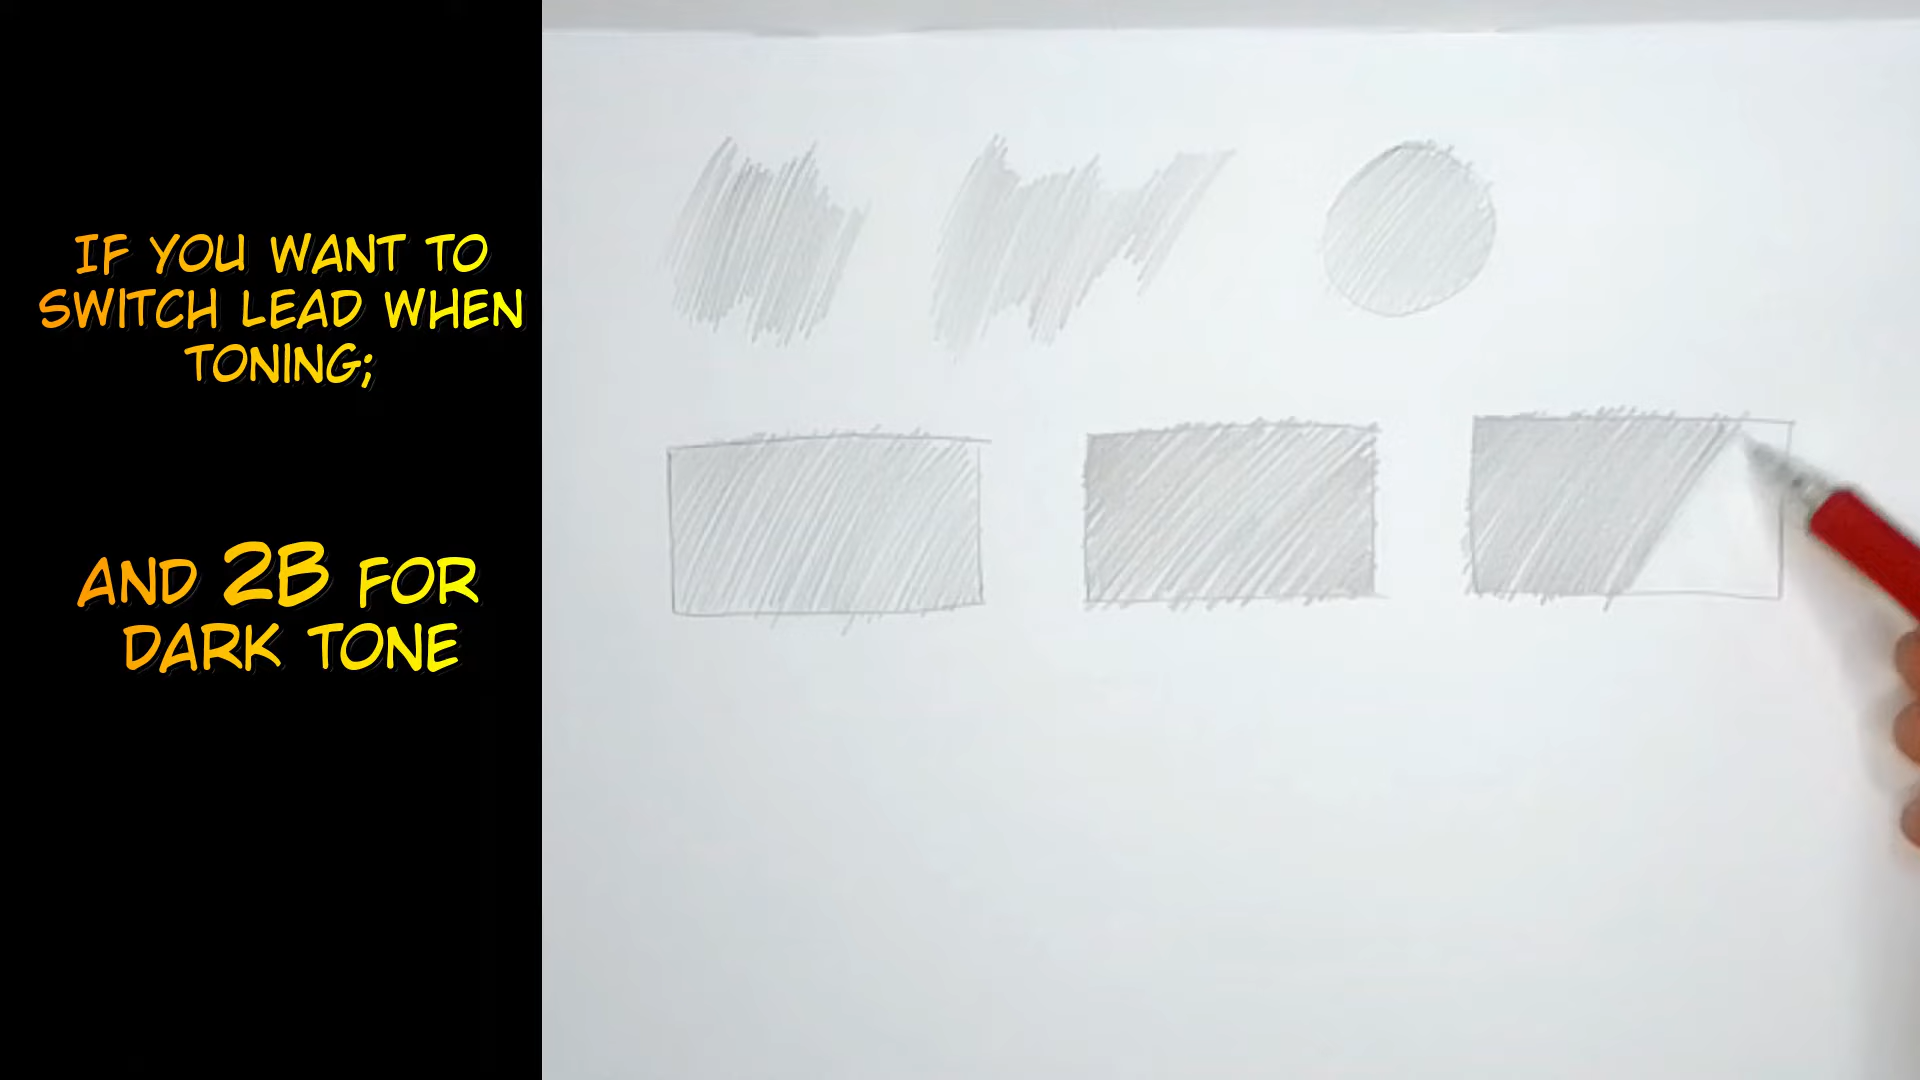 IF YOU WANT TO
SWITCH LEAD WHEN
TONING;
AND 2B FOR
DARK TONE